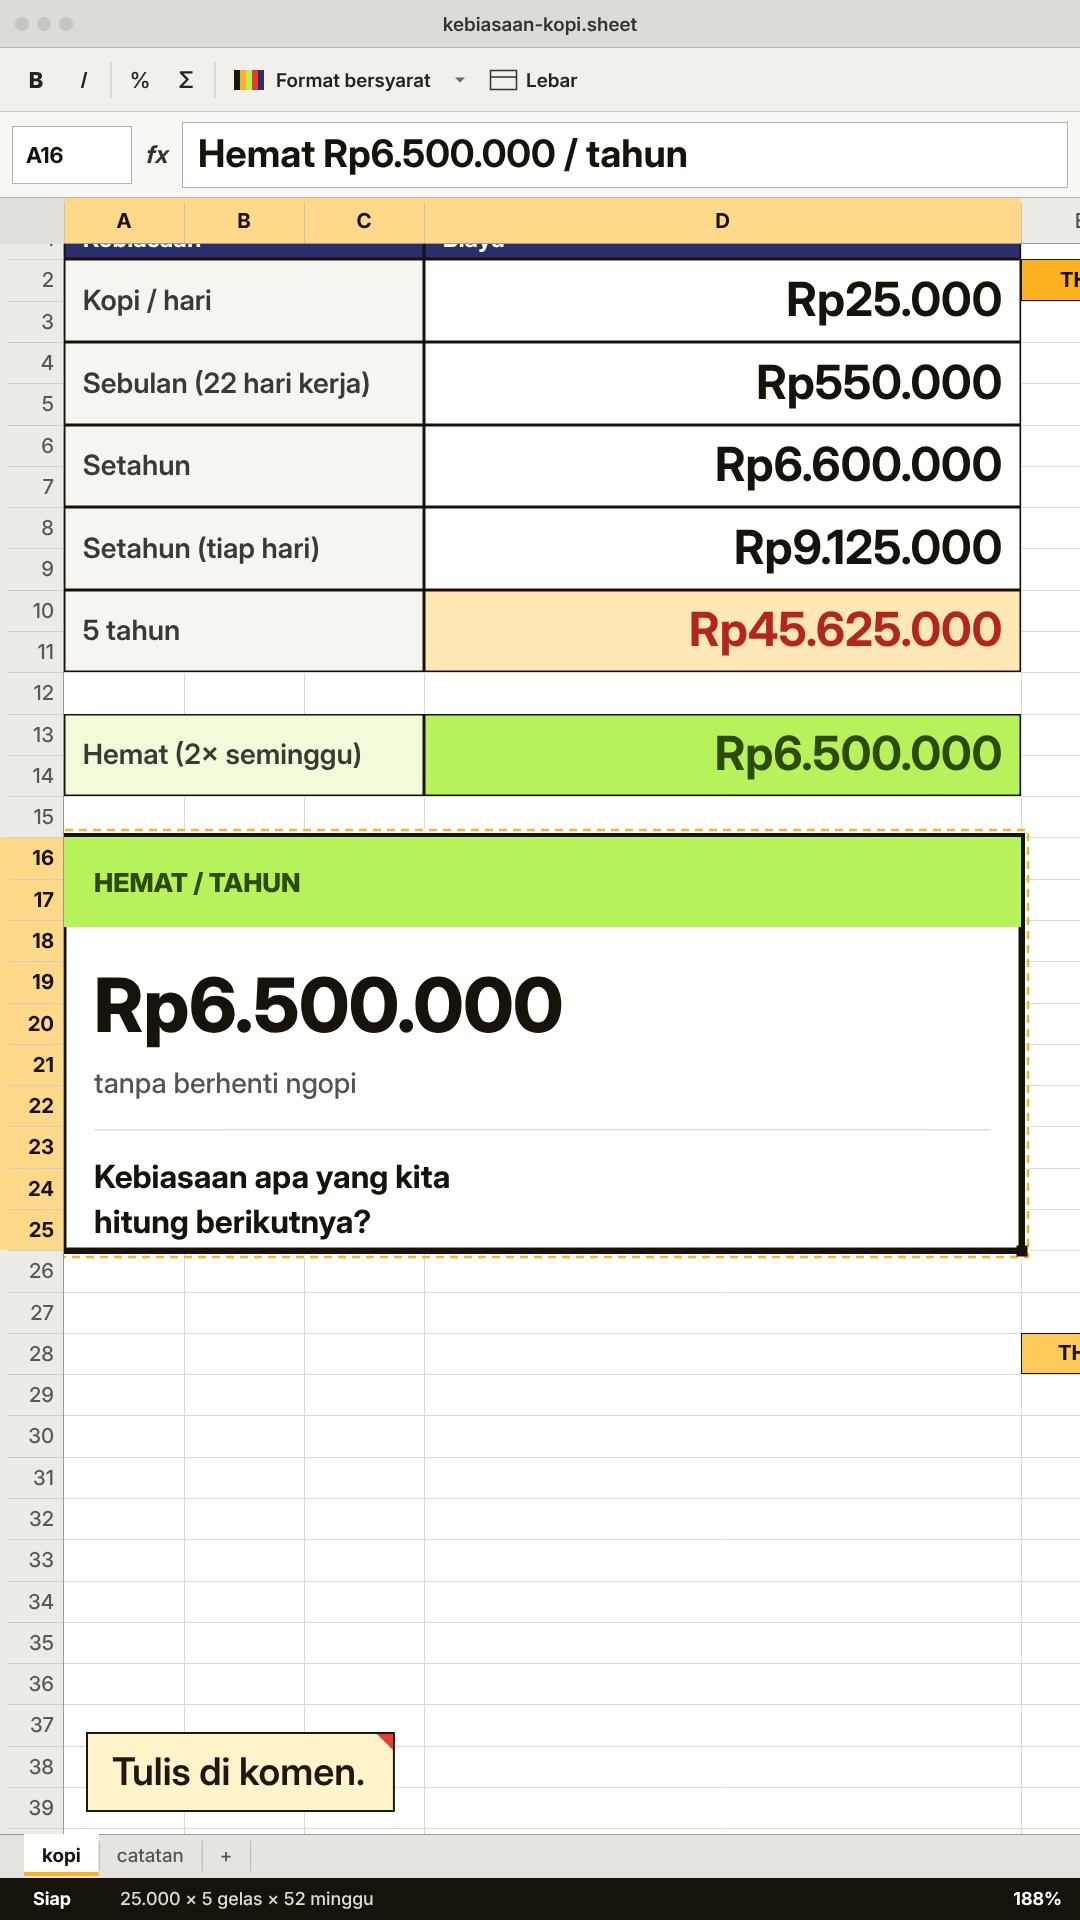 kebiasaan-kopi.sheet
B I % Σ Format bersyarat Lebar
A16 fx Hemat Rp6.500.000 / tahun
A B C D
2
Kopi / hari Rp25.000
3
4
Sebulan (22 hari kerja) Rp550.000
5
6
Setahun Rp6.600.000
7
8
Setahun (tiap hari) Rp9.125.000
9
10
5 tahun Rp45.625.000
11
12
13
Hemat (2× seminggu) Rp6.500.000
14
15
16
HEMAT / TAHUN
17
18
19
Rp6.500.000
20
21
tanpa berhenti ngopi
22
23
Kebiasaan apa yang kita
24
hitung berikutnya?
25
26
27
28
29
30
31
32
33
34
35
36
37
Tulis di komen.
38
39
kopi catatan +
Siap 25.000 × 5 gelas × 52 minggu 188%